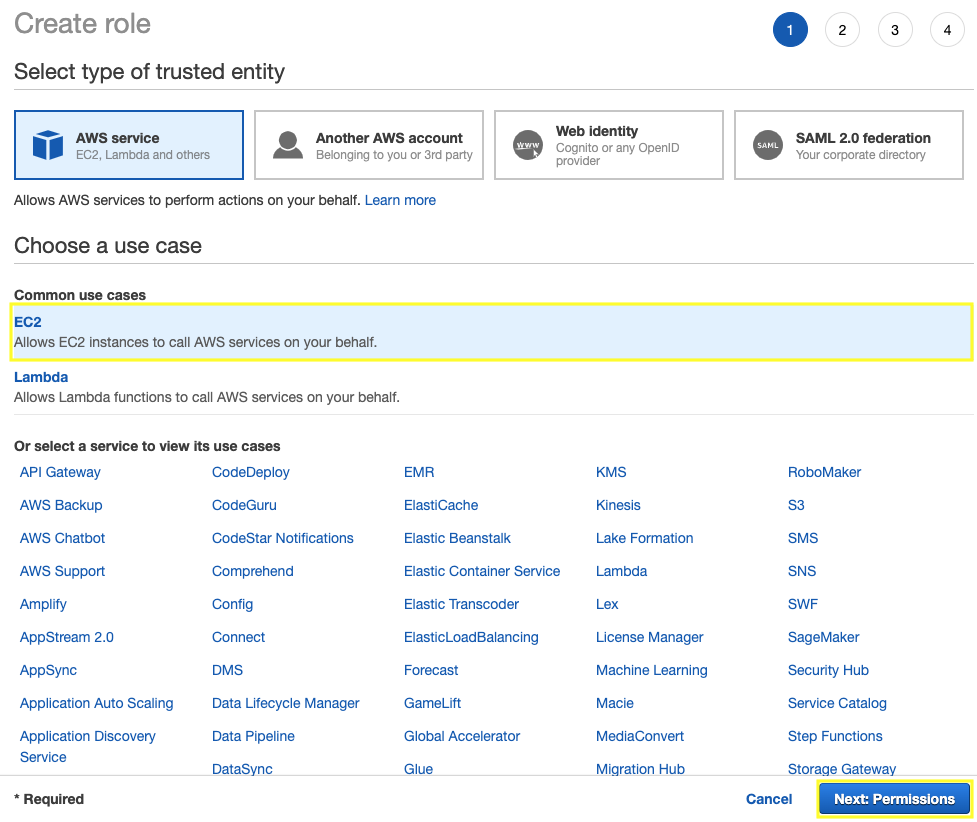 Create role
1 2 3 4
Select type of trusted entity
AWS service
EC2, Lambda and others
Another AWS account
Belonging to you or 3rd party
www
Web identity
Cognito or any OpenID
provider
SAML
SAML 2.0 federation
Your corporate directory
Allows AWS services to perform actions on your behalf. Learn more
Choose a use case
Common use cases
EC2
Allows EC2 instances to call AWS services on your behalf.
Lambda
Allows Lambda functions to call AWS services on your behalf.
Or select a service to view its use cases
API Gateway CodeDeploy EMR KMS RoboMaker
AWS Backup CodeGuru ElastiCache Kinesis S3
AWS Chatbot CodeStar Notifications Elastic Beanstalk Lake Formation SMS
AWS Support Comprehend Elastic Container Service Lambda SNS
Amplify Config Elastic Transcoder Lex SWF
AppStream 2.0 Connect ElasticLoadBalancing License Manager SageMaker
AppSync DMS Forecast Machine Learning Security Hub
Application Auto Scaling Data Lifecycle Manager GameLift Macie Service Catalog
Application Discovery Data Pipeline Global Accelerator MediaConvert Step Functions
Service
DataSync Glue Migration Hub Storage Gateway
* Required Cancel Next: Permissions